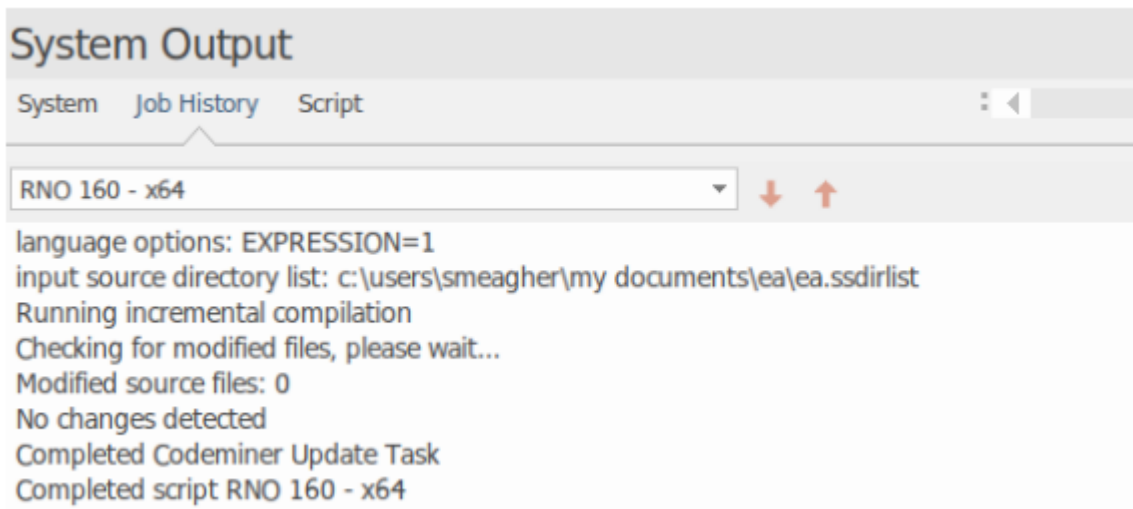 System Output
System Job History Script
RNO 160 - x64
language options: EXPRESSION=1
input source directory list: c:\users\smeagher\my documents\ea\ea.ssdirlist
Running incremental compilation
Checking for modified files, please wait...
Modified source files: 0
No changes detected
Completed Codeminer Update Task
Completed script RNO 160 - x64